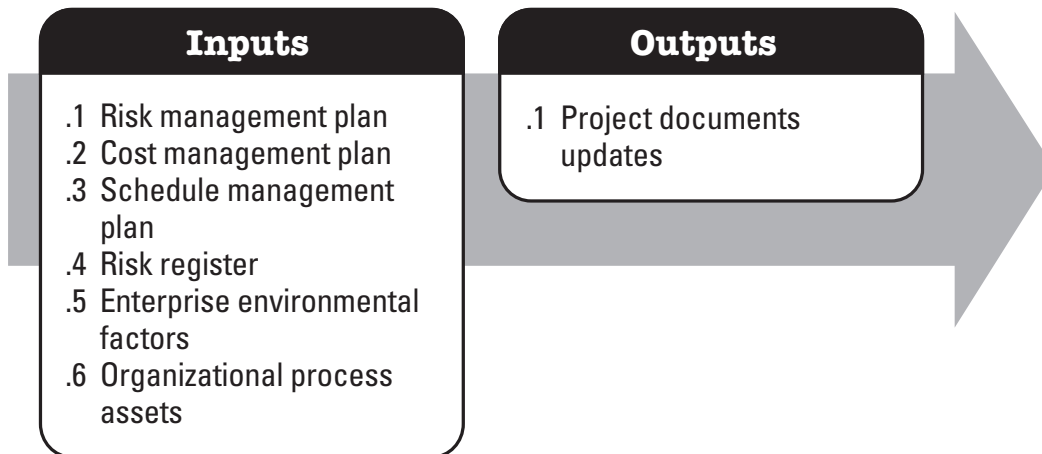 Inputs
.1 Risk management plan
.2 Cost management plan
.3 Schedule management
plan
.4 Risk register
.5 Enterprise environmental
factors
.6 Organizational process
assets
Outputs
.1 Project documents
updates